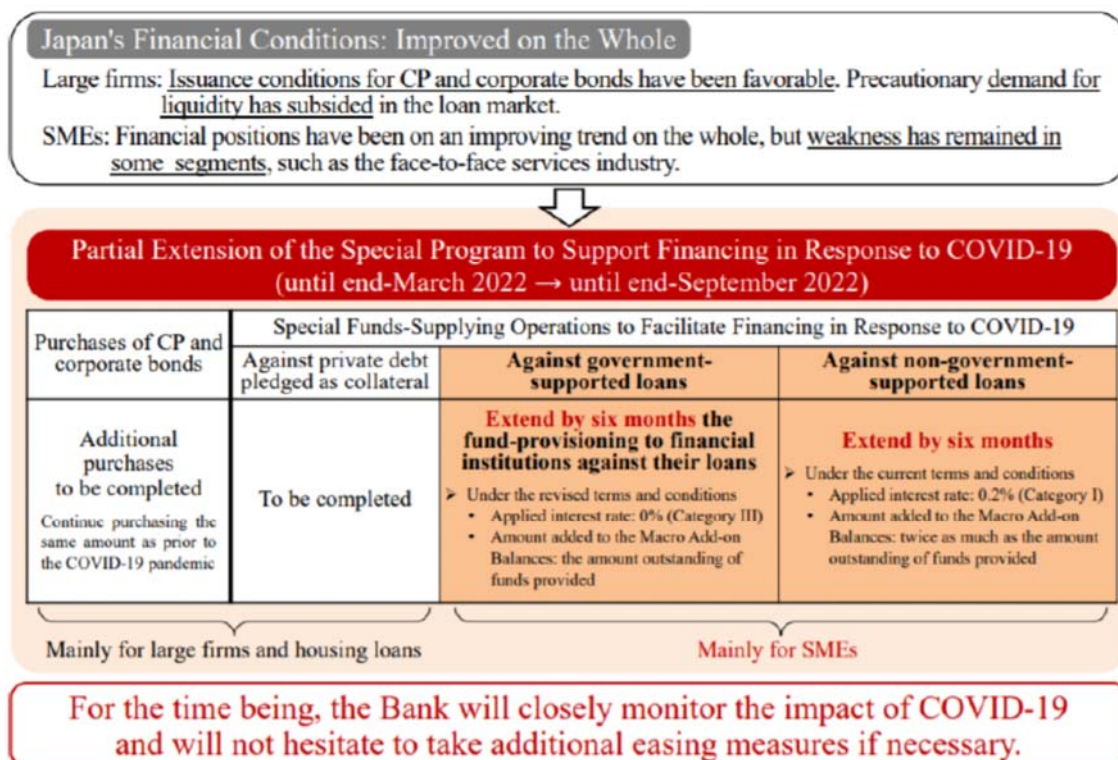 Japan's Financial Conditions: Improved on the Whole
Large firms: Issuance conditions for CP and corporate bonds have been favorable. Precautionary demand for
liquidity has subsided in the loan market.
SMEs: Financial positions have been on an improving trend on the whole, but weakness has remained in
some segments, such as the face-to-face services industry.
Partial Extension of the Special Program to Support Financing in Response to COVID-19
(until end-March 2022 → until end-September 2022)
Purchases of CP and
corporate bonds
Special Funds-Supplying Operations to Facilitate Financing in Response to COVID-19
Against private debt
pledged as collateral
Against government-
supported loans
Against non-government-
supported loans
Additional
purchases
to be completed
Continue purchasing the
same amount as prior to
the COVID-19 pandemic
To be completed
Extend by six months the
fund-provisioning to financial
institutions against their loans
➢ Under the revised terms and conditions
• Applied interest rate: 0% (Category III)
• Amount added to the Macro Add-on
Balances: the amount outstanding of
funds provided
Extend by six months
➢ Under the current terms and conditions
• Applied interest rate: 0.2% (Category I)
• Amount added to the Macro Add-on
Balances: twice as much as the amount
outstanding of funds provided
Mainly for large firms and housing loans
Mainly for SMEs
For the time being, the Bank will closely monitor the impact of COVID-19
and will not hesitate to take additional easing measures if necessary.